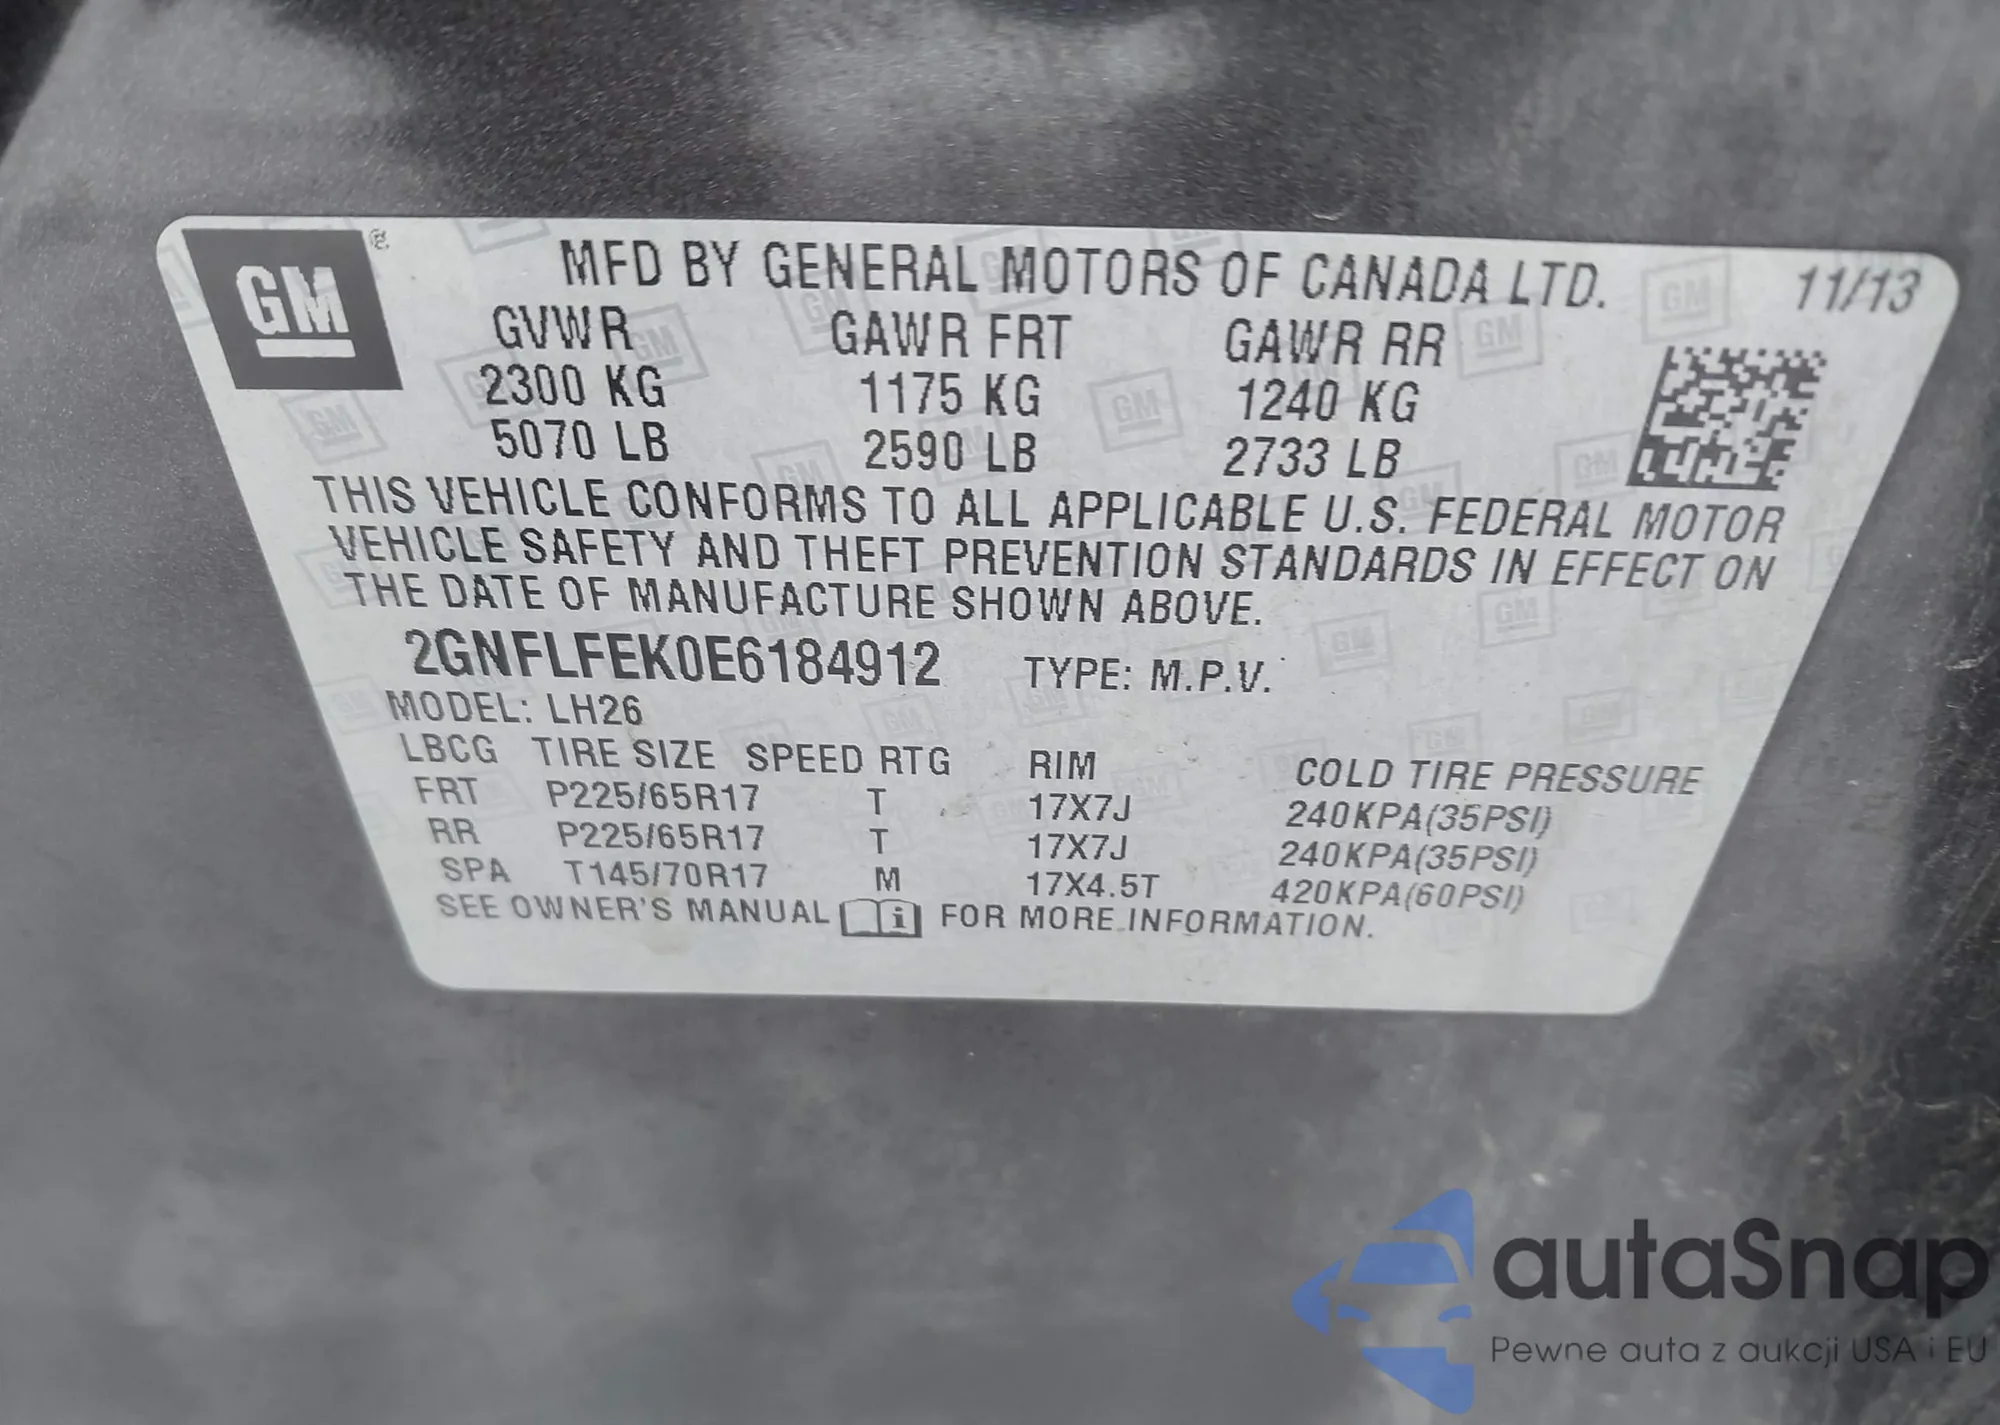 GM
MFD BY GENERAL MOTORS OF CANADA LTD. 11/13
GVWR GAWR FRT GAWR RR
2300 KG 1175 KG 1240 KG
5070 LB 2590 LB 2733 LB
THIS VEHICLE CONFORMS TO ALL APPLICABLE U.S. FEDERAL MOTOR
VEHICLE SAFETY AND THEFT PREVENTION STANDARDS IN EFFECT ON
THE DATE OF MANUFACTURE SHOWN ABOVE.
2GNFLFEK0E6184912 TYPE: M.P.V.
MODEL: LH26
LBCG TIRE SIZE SPEED RTG RIM COLD TIRE PRESSURE
FRT P225/65R17 T 17X7J 240KPA(35PSI)
RR P225/65R17 T 17X7J 240KPA(35PSI)
SPA T145/70R17 M 17X4.5T 420KPA(60PSI)
SEE OWNER'S MANUAL i FOR MORE INFORMATION.
autaSnap
Pewne auta z aukcji USA i EU